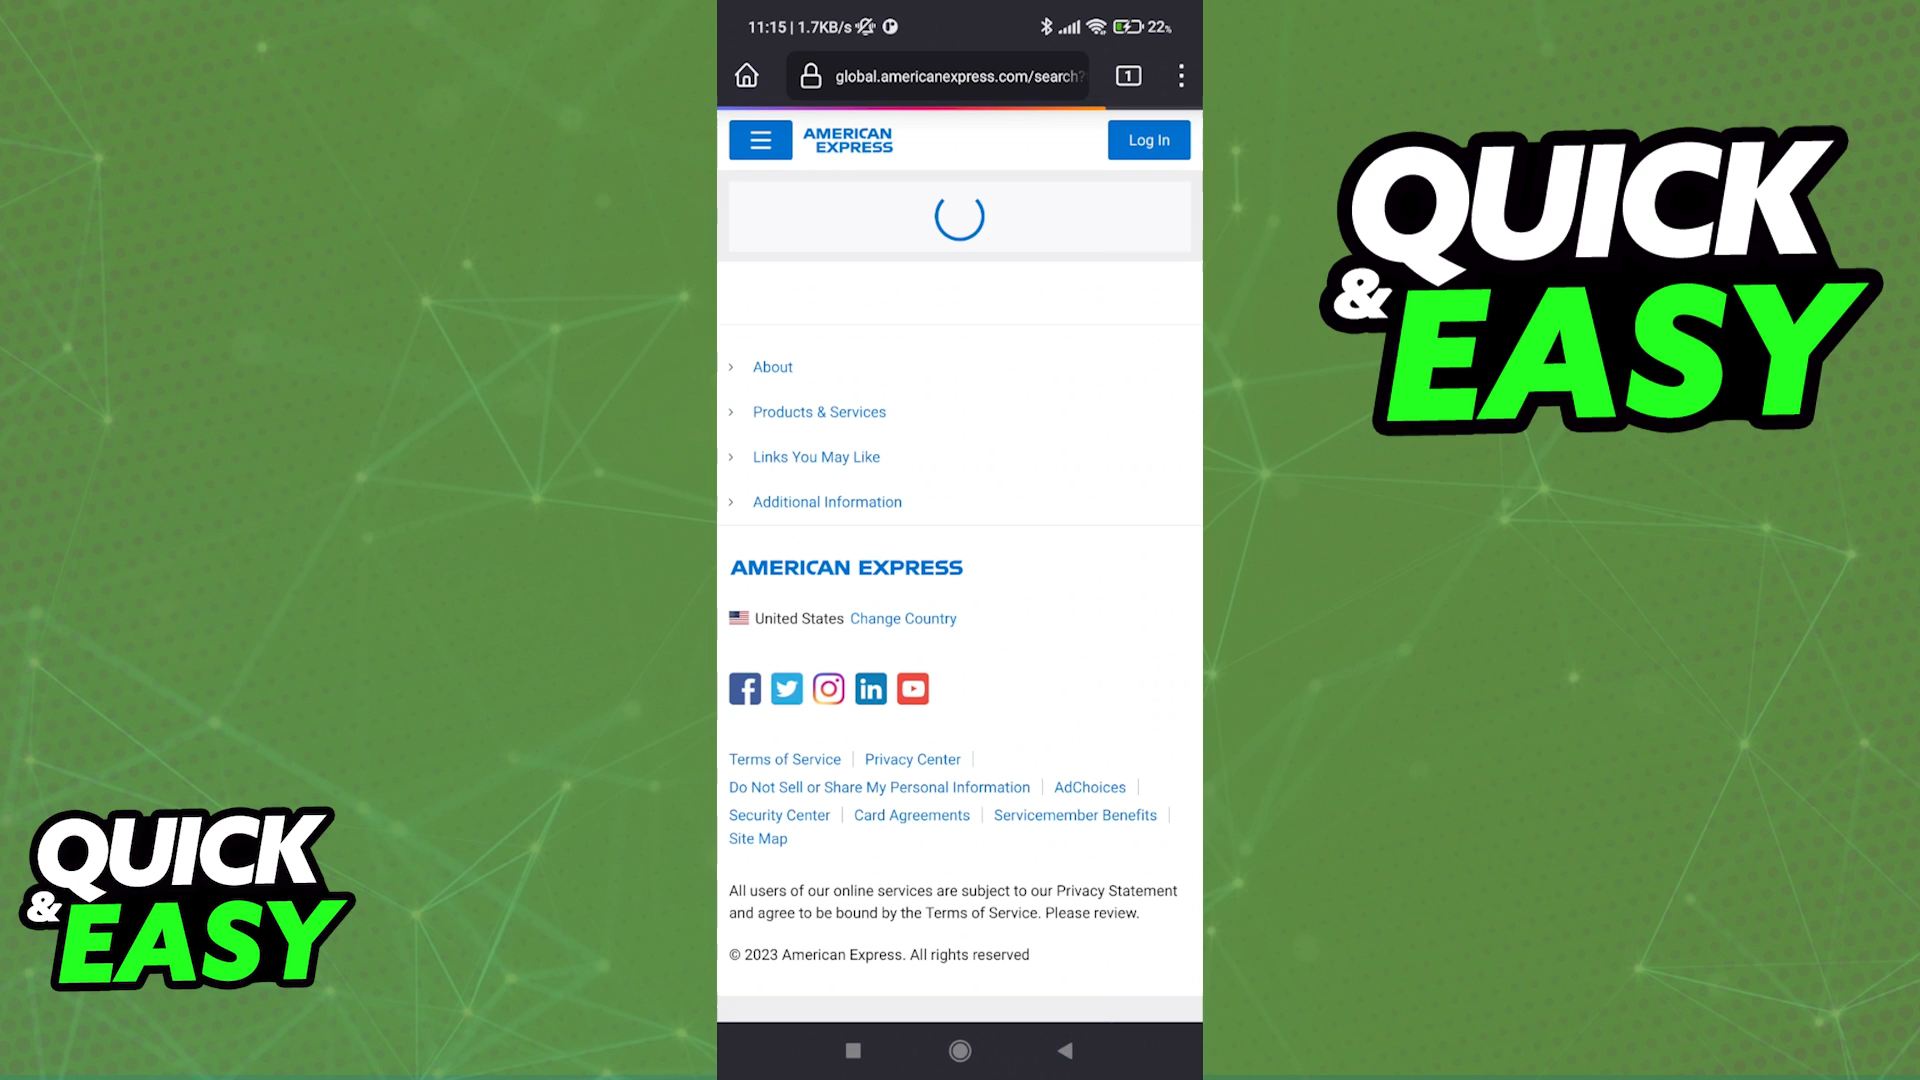 11:15 | 1.7KB/s
22%
global.americanexpress.com/search?
1
AMERICAN
EXPRESS
Log In
About
Products & Services
Links You May Like
Additional Information
AMERICAN EXPRESS
United States Change Country
Terms of Service
Privacy Center
Do Not Sell or Share My Personal Information
AdChoices
Security Center
Card Agreements
Servicemember Benefits
Site Map
All users of our online services are subject to our Privacy Statement
and agree to be bound by the Terms of Service. Please review.
© 2023 American Express. All rights reserved
QUICK
& EASY
QUICK
& EASY